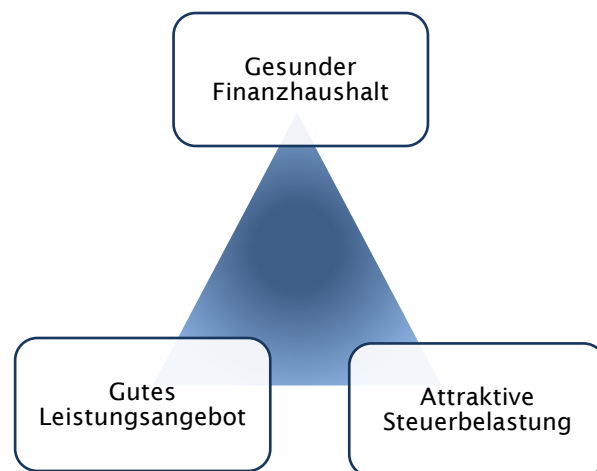 Gesunder
Finanzhaushalt
Gutes
Leistungsangebot
Attraktive
Steuerbelastung